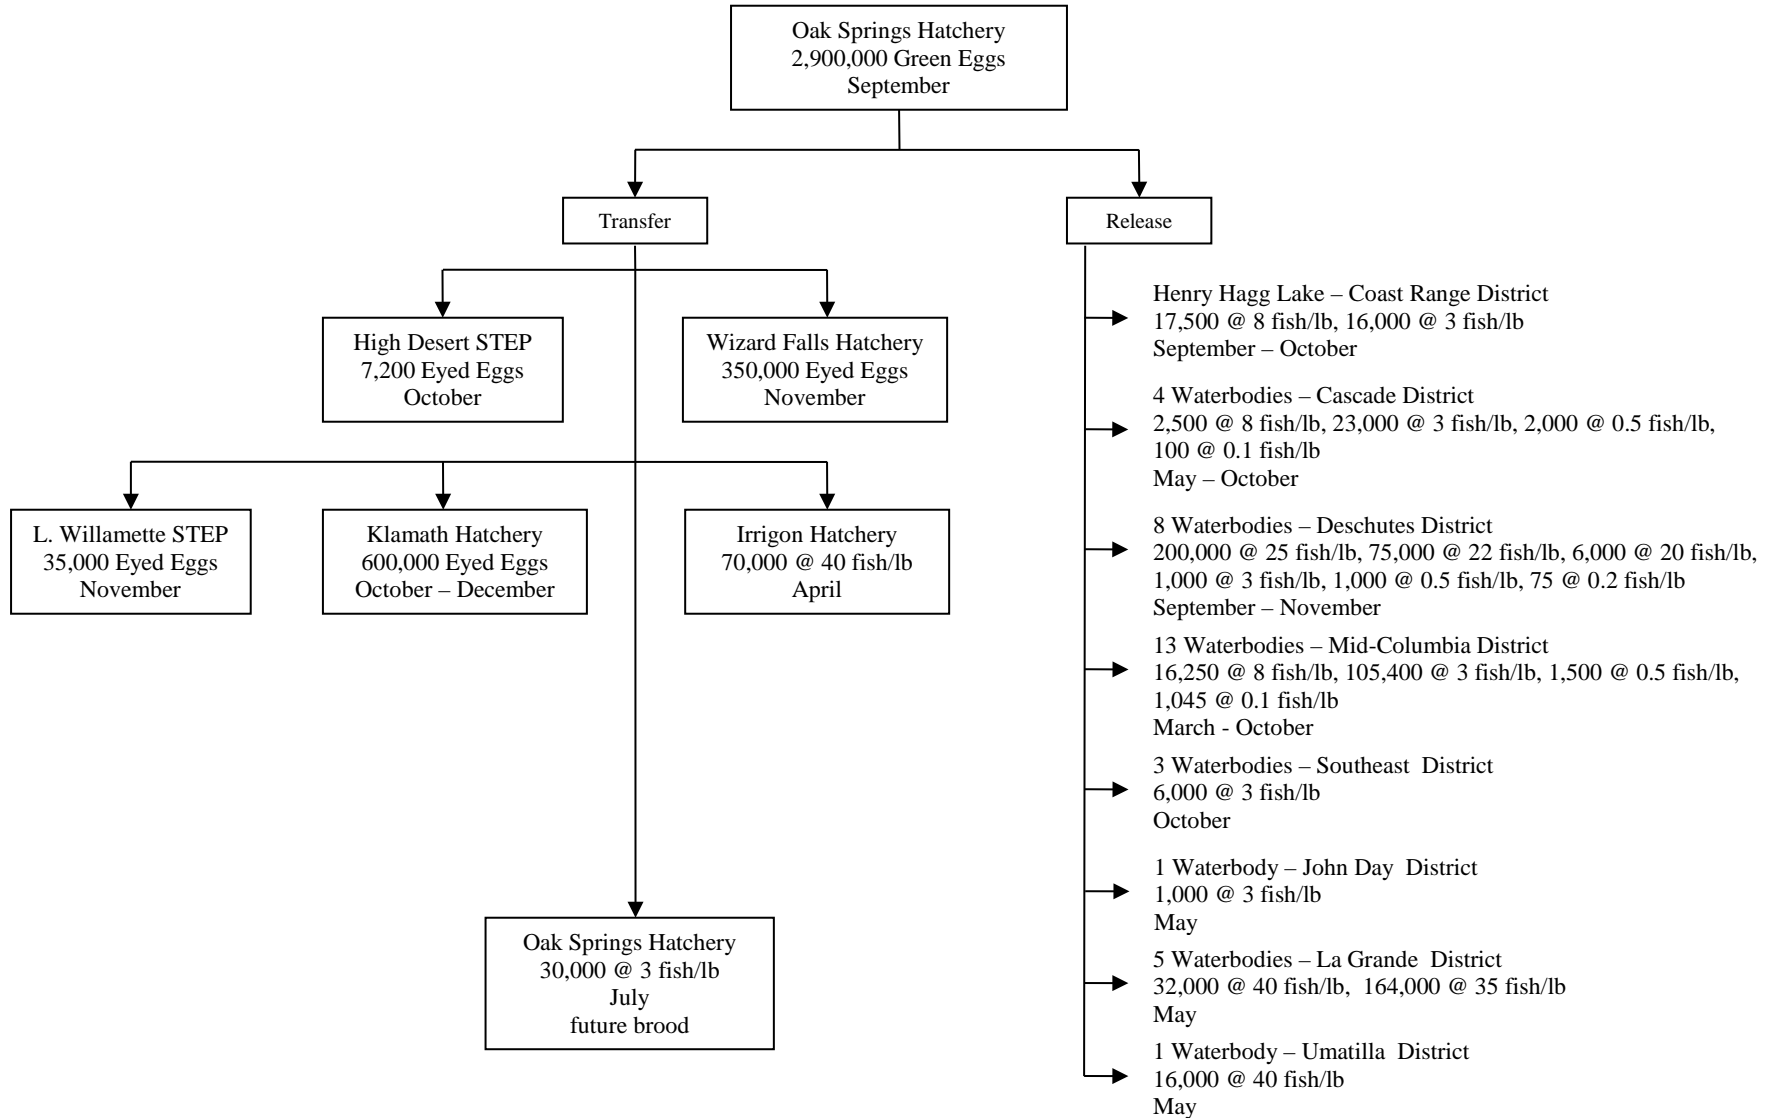 Oak Springs Hatchery
2,900,000 Green Eggs
September
Transfer
Release
High Desert STEP
7,200 Eyed Eggs
October
Wizard Falls Hatchery
350,000 Eyed Eggs
November
L. Willamette STEP
35,000 Eyed Eggs
November
Klamath Hatchery
600,000 Eyed Eggs
October – December
Irrigon Hatchery
70,000 @ 40 fish/lb
April
Oak Springs Hatchery
30,000 @ 3 fish/lb
July
future brood
Henry Hagg Lake – Coast Range District
17,500 @ 8 fish/lb, 16,000 @ 3 fish/lb
September – October
4 Waterbodies – Cascade District
2,500 @ 8 fish/lb, 23,000 @ 3 fish/lb, 2,000 @ 0.5 fish/lb,
100 @ 0.1 fish/lb
May – October
8 Waterbodies – Deschutes District
200,000 @ 25 fish/lb, 75,000 @ 22 fish/lb, 6,000 @ 20 fish/lb,
1,000 @ 3 fish/lb, 1,000 @ 0.5 fish/lb, 75 @ 0.2 fish/lb
September – November
13 Waterbodies – Mid-Columbia District
16,250 @ 8 fish/lb, 105,400 @ 3 fish/lb, 1,500 @ 0.5 fish/lb,
1,045 @ 0.1 fish/lb
March - October
3 Waterbodies – Southeast District
6,000 @ 3 fish/lb
October
1 Waterbody – John Day District
1,000 @ 3 fish/lb
May
5 Waterbodies – La Grande District
32,000 @ 40 fish/lb, 164,000 @ 35 fish/lb
May
1 Waterbody – Umatilla District
16,000 @ 40 fish/lb
May